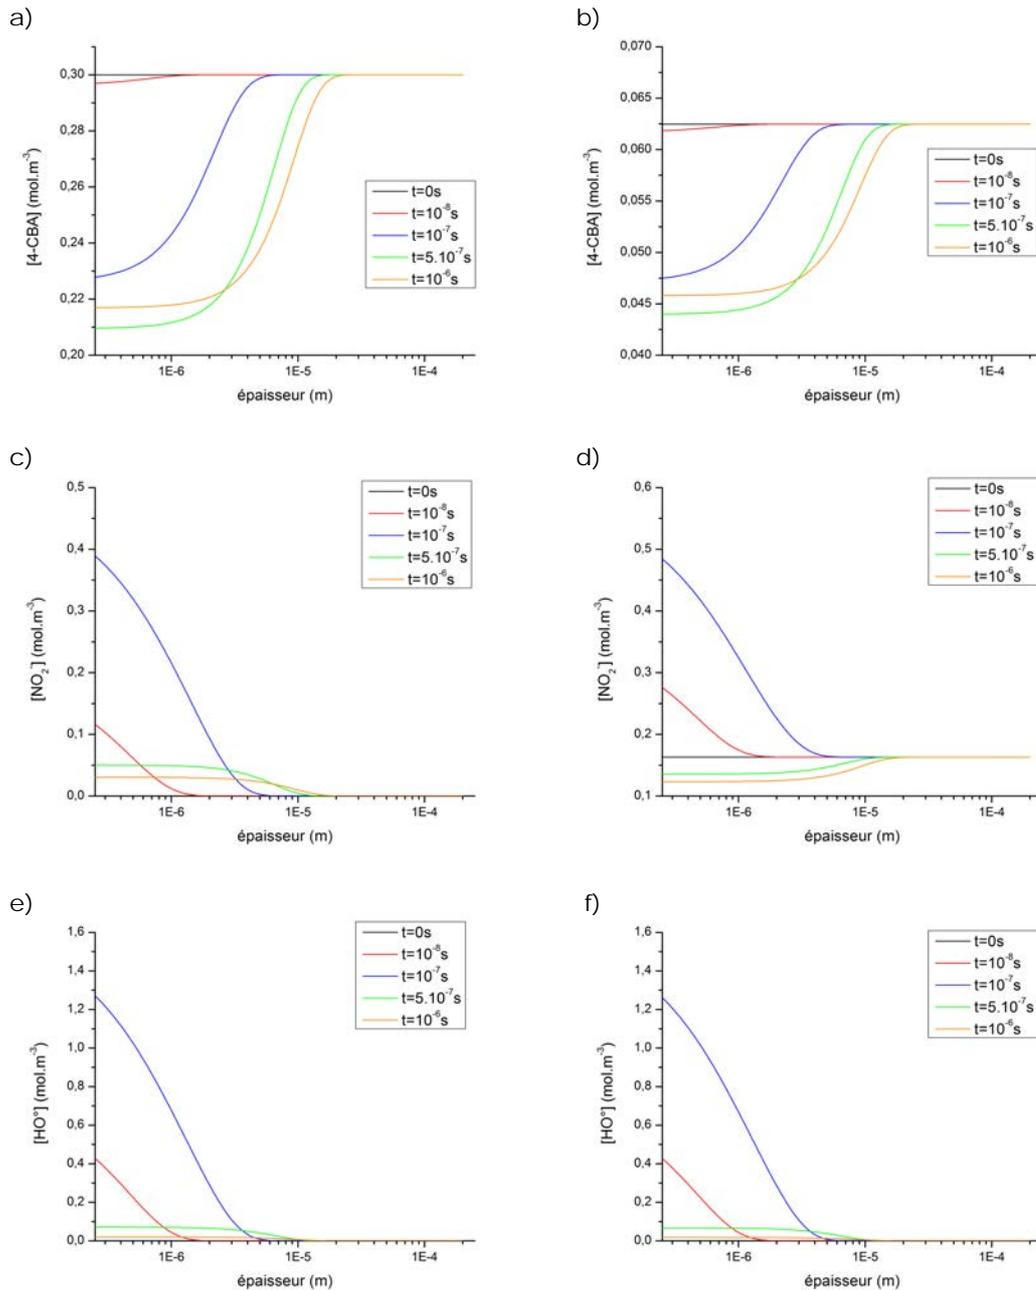 a)
0,30
0,28
0,26
0,24
0,22
0,20
[4-CBA] (mol.m⁻³)
1E-6
1E-5
1E-4
épaisseur (m)
t=0s
t=10⁻⁸s
t=10⁻⁷s
t=5.10⁻⁷s
t=10⁻⁶s
b)
0,070
0,065
0,060
0,055
0,050
0,045
0,040
[4-CBA] (mol.m⁻³)
1E-6
1E-5
1E-4
épaisseur (m)
t=0s
t=10⁻⁸s
t=10⁻⁷s
t=5.10⁻⁷s
t=10⁻⁶s
c)
0,5
0,4
0,3
0,2
0,1
0,0
[NO₂⁻] (mol.m⁻³)
1E-6
1E-5
1E-4
épaisseur (m)
t=0s
t=10⁻⁸s
t=10⁻⁷s
t=5.10⁻⁷s
t=10⁻⁶s
d)
0,6
0,5
0,4
0,3
0,2
0,1
[NO₂⁻] (mol.m⁻³)
1E-6
1E-5
1E-4
épaisseur (m)
t=0s
t=10⁻⁸s
t=10⁻⁷s
t=5.10⁻⁷s
t=10⁻⁶s
e)
1,6
1,4
1,2
1,0
0,8
0,6
0,4
0,2
0,0
[HO°] (mol.m⁻³)
1E-6
1E-5
1E-4
épaisseur (m)
t=0s
t=10⁻⁸s
t=10⁻⁷s
t=5.10⁻⁷s
t=10⁻⁶s
f)
1,6
1,4
1,2
1,0
0,8
0,6
0,4
0,2
0,0
[HO°] (mol.m⁻³)
1E-6
1E-5
1E-4
épaisseur (m)
t=0s
t=10⁻⁸s
t=10⁻⁷s
t=5.10⁻⁷s
t=10⁻⁶s